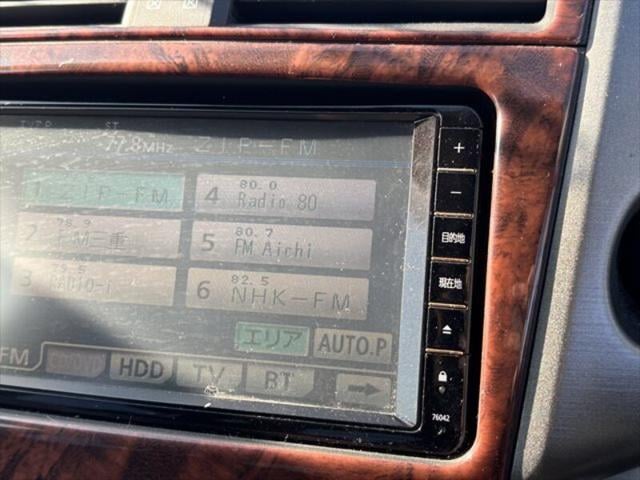 ST
77.8MHz ZIP-FM
1 ZIP-FM
4 80.0 Radio 80
2 78.9 FM三重
5 80.7 FM Aichi
3 79.5 RADIO-i
6 82.5 NHK-FM
エリア AUTO.P
FM HDD TV BT
+
-
目的地
現在地
76042